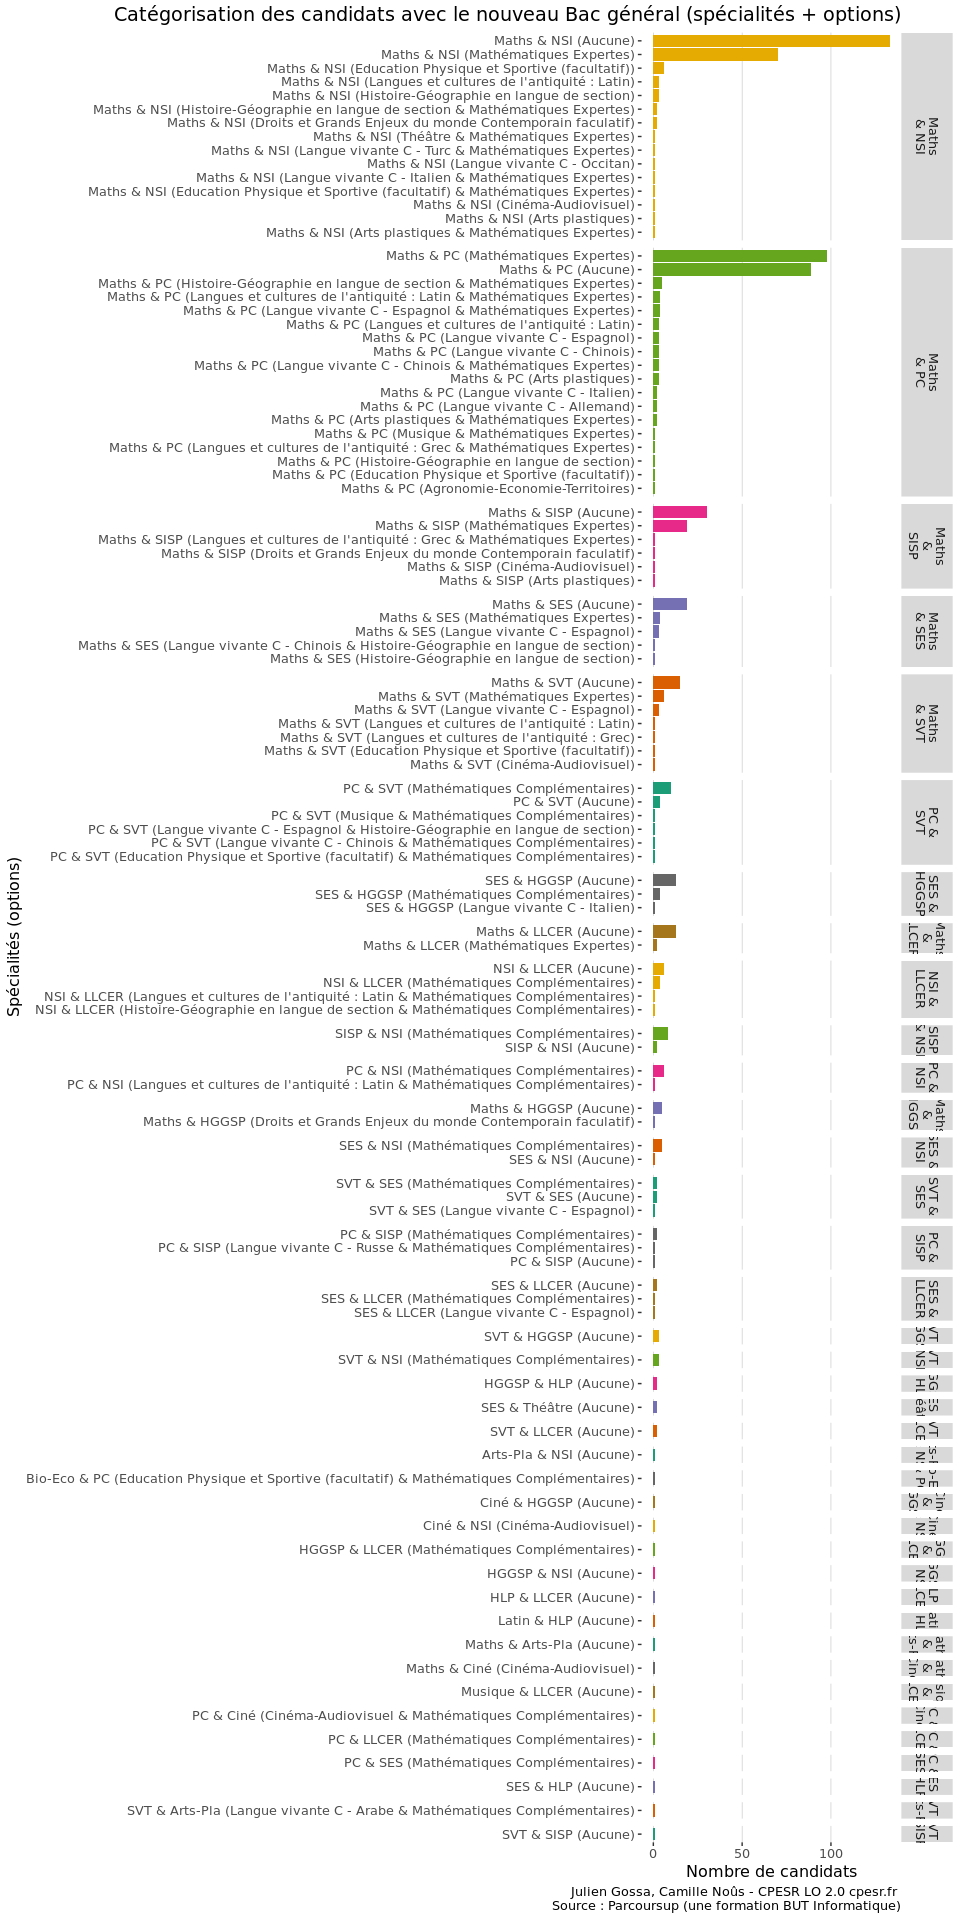 Catégorisation des candidats avec le nouveau Bac général (spécialités + options)
Spécialités (options)
Maths & NSI (Aucune)
Maths & NSI (Mathématiques Expertes)
Maths & NSI (Education Physique et Sportive (facultatif))
Maths & NSI (Langues et cultures de l'antiquité : Latin)
Maths & NSI (Histoire-Géographie en langue de section)
Maths & NSI (Histoire-Géographie en langue de section & Mathématiques Expertes)
Maths & NSI (Droits et Grands Enjeux du monde Contemporain faculatif)
Maths & NSI (Théâtre & Mathématiques Expertes)
Maths & NSI (Langue vivante C - Turc & Mathématiques Expertes)
Maths & NSI (Langue vivante C - Occitan)
Maths & NSI (Langue vivante C - Italien & Mathématiques Expertes)
Maths & NSI (Education Physique et Sportive (facultatif) & Mathématiques Expertes)
Maths & NSI (Cinéma-Audiovisuel)
Maths & NSI (Arts plastiques)
Maths & NSI (Arts plastiques & Mathématiques Expertes)
Maths
& NSI
Maths & PC (Mathématiques Expertes)
Maths & PC (Aucune)
Maths & PC (Histoire-Géographie en langue de section & Mathématiques Expertes)
Maths & PC (Langues et cultures de l'antiquité : Latin & Mathématiques Expertes)
Maths & PC (Langue vivante C - Espagnol & Mathématiques Expertes)
Maths & PC (Langues et cultures de l'antiquité : Latin)
Maths & PC (Langue vivante C - Espagnol)
Maths & PC (Langue vivante C - Chinois)
Maths & PC (Langue vivante C - Chinois & Mathématiques Expertes)
Maths & PC (Arts plastiques)
Maths & PC (Langue vivante C - Italien)
Maths & PC (Langue vivante C - Allemand)
Maths & PC (Arts plastiques & Mathématiques Expertes)
Maths & PC (Musique & Mathématiques Expertes)
Maths & PC (Langues et cultures de l'antiquité : Grec & Mathématiques Expertes)
Maths & PC (Histoire-Géographie en langue de section)
Maths & PC (Education Physique et Sportive (facultatif))
Maths & PC (Agronomie-Economie-Territoires)
Maths
& PC
Maths & SISP (Aucune)
Maths & SISP (Mathématiques Expertes)
Maths & SISP (Langues et cultures de l'antiquité : Grec & Mathématiques Expertes)
Maths & SISP (Droits et Grands Enjeux du monde Contemporain faculatif)
Maths & SISP (Cinéma-Audiovisuel)
Maths & SISP (Arts plastiques)
Maths
&
SISP
Maths & SES (Aucune)
Maths & SES (Mathématiques Expertes)
Maths & SES (Langue vivante C - Espagnol)
Maths & SES (Langue vivante C - Chinois & Histoire-Géographie en langue de section)
Maths & SES (Histoire-Géographie en langue de section)
Maths
& SES
Maths & SVT (Aucune)
Maths & SVT (Mathématiques Expertes)
Maths & SVT (Langue vivante C - Espagnol)
Maths & SVT (Langues et cultures de l'antiquité : Latin)
Maths & SVT (Langues et cultures de l'antiquité : Grec)
Maths & SVT (Education Physique et Sportive (facultatif))
Maths & SVT (Cinéma-Audiovisuel)
Maths
& SVT
PC & SVT (Mathématiques Complémentaires)
PC & SVT (Aucune)
PC & SVT (Musique & Mathématiques Complémentaires)
PC & SVT (Langue vivante C - Espagnol & Histoire-Géographie en langue de section)
PC & SVT (Langue vivante C - Chinois & Mathématiques Complémentaires)
PC & SVT (Education Physique et Sportive (facultatif) & Mathématiques Complémentaires)
PC &
SVT
SES & HGGSP (Aucune)
SES & HGGSP (Mathématiques Complémentaires)
SES & HGGSP (Langue vivante C - Italien)
SES &
HGGSP
Maths & LLCER (Aucune)
Maths & LLCER (Mathématiques Expertes)
NSI & LLCER (Aucune)
NSI & LLCER (Mathématiques Complémentaires)
NSI & LLCER (Langues et cultures de l'antiquité : Latin & Mathématiques Complémentaires)
NSI & LLCER (Histoire-Géographie en langue de section & Mathématiques Complémentaires)
NSI &
LLCER
SISP & NSI (Mathématiques Complémentaires)
SISP & NSI (Aucune)
SISP
& NSI
PC & NSI (Mathématiques Complémentaires)
PC & NSI (Langues et cultures de l'antiquité : Latin & Mathématiques Complémentaires)
PC &
NSI
Maths & HGGSP (Aucune)
Maths & HGGSP (Droits et Grands Enjeux du monde Contemporain faculatif)
SES & NSI (Mathématiques Complémentaires)
SES & NSI (Aucune)
SES &
NSI
SVT & SES (Mathématiques Complémentaires)
SVT & SES (Aucune)
SVT & SES (Langue vivante C - Espagnol)
SVT &
SES
PC & SISP (Mathématiques Complémentaires)
PC & SISP (Langue vivante C - Russe & Mathématiques Complémentaires)
PC & SISP (Aucune)
PC &
SISP
SES & LLCER (Aucune)
SES & LLCER (Mathématiques Complémentaires)
SES & LLCER (Langue vivante C - Espagnol)
SES &
LLCER
SVT & HGGSP (Aucune)
SVT & NSI (Mathématiques Complémentaires)
HGGSP & HLP (Aucune)
SES & Théâtre (Aucune)
SVT & LLCER (Aucune)
Arts-Pla & NSI (Aucune)
Bio-Eco & PC (Education Physique et Sportive (facultatif) & Mathématiques Complémentaires)
Ciné & HGGSP (Aucune)
Ciné & NSI (Cinéma-Audiovisuel)
HGGSP & LLCER (Mathématiques Complémentaires)
HGGSP & NSI (Aucune)
HLP & LLCER (Aucune)
Latin & HLP (Aucune)
Maths & Arts-Pla (Aucune)
Maths & Ciné (Cinéma-Audiovisuel)
Musique & LLCER (Aucune)
PC & Ciné (Cinéma-Audiovisuel & Mathématiques Complémentaires)
PC & LLCER (Mathématiques Complémentaires)
PC & SES (Mathématiques Complémentaires)
SES & HLP (Aucune)
SVT & Arts-Pla (Langue vivante C - Arabe & Mathématiques Complémentaires)
SVT & SISP (Aucune)
0 50 100
Nombre de candidats
Julien Gossa, Camille Noûs - CPESR LO 2.0 cpesr.fr
Source : Parcoursup (une formation BUT Informatique)